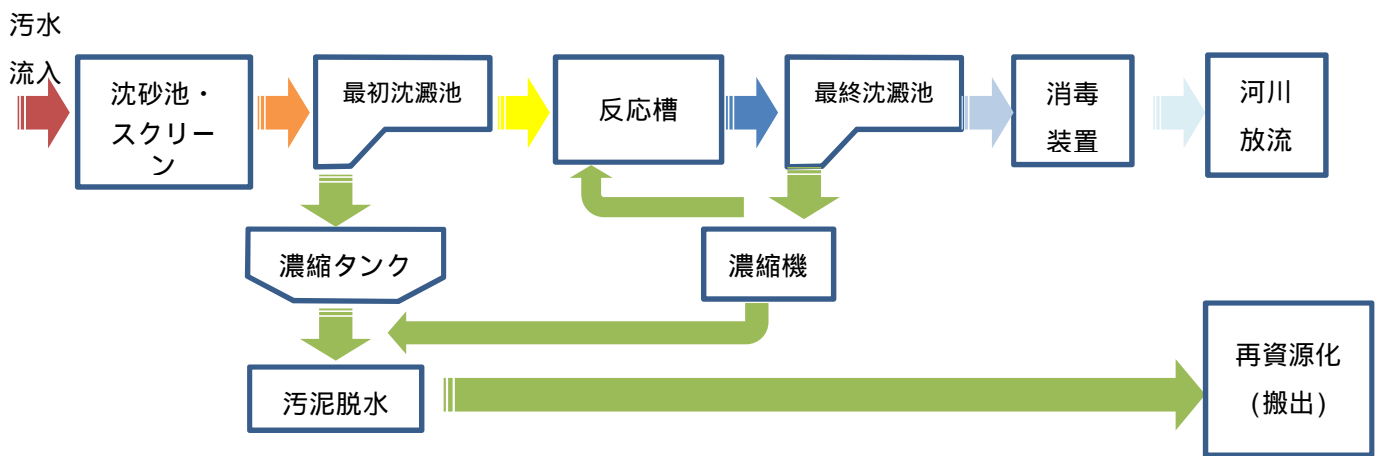 汚水
流入
沈砂池・
スクリー
ン
最初沈澱池
反応槽
最終沈澱池
消毒
装置
河川
放流
濃縮タンク
濃縮機
汚泥脱水
再資源化
(搬出)